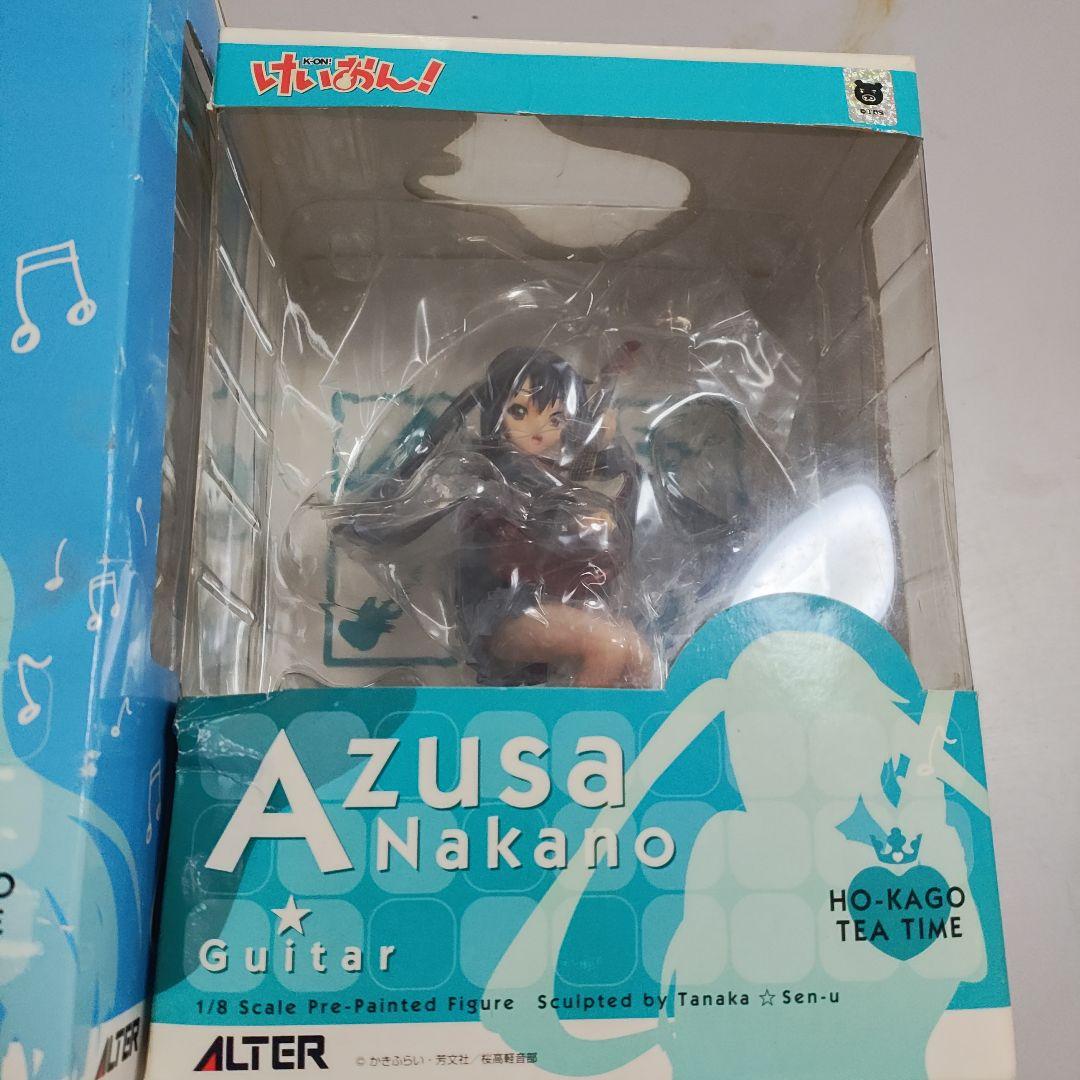 K-ON!
けいおん!
©TBS
Azusa
Nakano
Guitar
HO-KAGO
TEA TIME
1/8 Scale Pre-Painted Figure Sculpted by Tanaka ☆ Sen-u
ALTER
© かきふらい・芳文社/桜高軽音部
O
E
ALTER